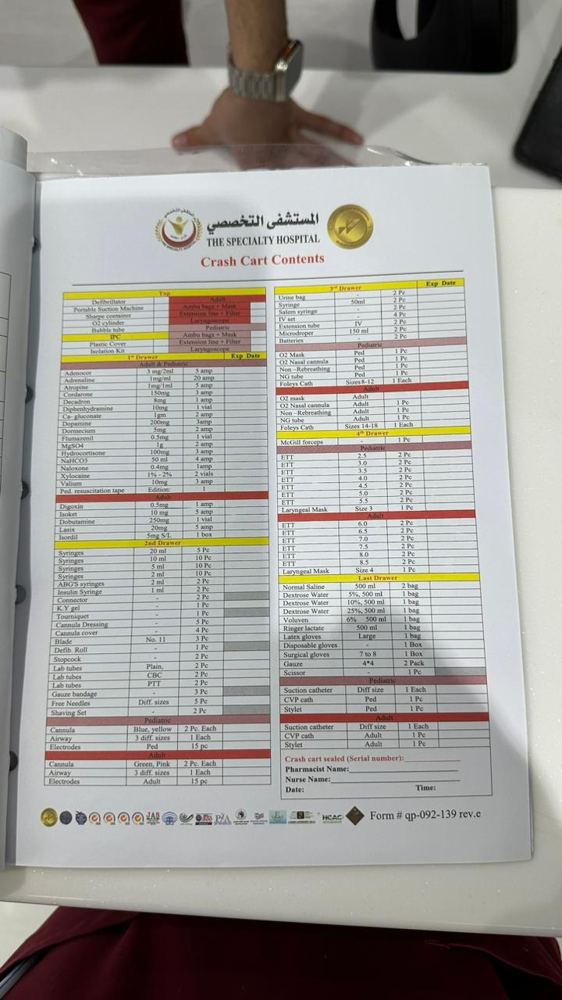 المستشفى التخصصي
THE SPECIALTY HOSPITAL
Crash Cart Contents
Top
Defibrillator
Portable Suction Machine
Sharpe container
O2 cylinder
Bubble tube
IPC
Plastic Cover
Isolation Kit
Adult
Ambu bags + Mask
Extension line + Filter
Laryngoscope
Pediatric
Ambu bags + Mask
Extension line + Filter
Laryngoscope
1st Drawer Exp Date
Adult & Pediatric
Adenocor 3 mg/2ml 5 amp
Adrenaline 1mg/ml 20 amp
Atropine 1mg/1ml 5 amp
Cordarone 150mg 3 amp
Decadron 8mg 1 amp
Diphenhydramine 10mg 1 vial
Ca- gluconate 1gm 2 amp
Dopamine 200mg 3amp
Dormecium 5mg 2 amp
Flumazenil 0.5mg 1 vial
MgSO4 1g 2 amp
Hydrocortisone 100mg 3 amp
NaHCO3 50 ml 4 amp
Naloxone 0.4mg 1amp
Xylocaine 1% - 2% 2 vials
Valium 10mg 3 amp
Ped. resuscitation tape Edition: 1
Adult
Digoxin 0.5mg 1 amp
Isoket 10 mg 5 amp
Dobutamine 250mg 1 vial
Lasix 20mg 5 amp
Isordil 5mg S/L 1 box
2nd Drawer
Syringes 20 ml 5 Pc
Syringes 10 ml 10 Pc
Syringes 5 ml 10 Pc
Syringes 2 ml 10 Pc
ABG'S syringes 2 ml 2 Pc
Insulin Syringe 1 ml 2 Pc
Connector - 2 Pc
K.Y gel - 1 Pc
Tourniquet - 1 Pc
Cannula Dressing - 5 Pc
Cannula cover - 4 Pc
Blade No. 11 3 Pc
Defib. Roll - 1 Pc
Stopcock - 2 Pc
Lab tubes Plain, 2 Pc
Lab tubes CBC 2 Pc
Lab tubes PTT 2 Pc
Gauze bandage - 3 Pc
Free Needles Diff. sizes 5 Pc
Shaving Set - 2 Pc
Pediatric
Cannula Blue, yellow 2 Pc. Each
Airway 3 diff. sizes 1 Each
Electrodes Ped 15 pc
Adult
Cannula Green, Pink 2 Pc. Each
Airway 3 diff. sizes 1 Each
Electrodes Adult 15 pc
3rd Drawer Exp Date
Urine bag - 2 Pc
Syringe 50ml 2 Pc
Salem syringe - 2 Pc
IV set - 4 Pc
Extension tube IV 2 Pc
Microdroper 150 ml 2 Pc
Batteries - 2 Pc
Pediatric
O2 Mask Ped 1 Pc
O2 Nasal cannula Ped 1 Pc
Non -Rebreathing Ped 1 Pc
NG tube Ped 1 Pc
Foleys Cath Sizes 8-12 1 Each
Adult
O2 mask Adult
O2 Nasal cannula Adult 1 Pc
Non -Rebreathing Adult 1 Pc
NG tube Adult 1 Pc
Foleys Cath Sizes 14-18 1 Each
4th Drawer
McGill forceps - 1 Pc
Pediatric
ETT 2.5 2 Pc
ETT 3.0 2 Pc
ETT 3.5 2 Pc
ETT 4.0 2 Pc
ETT 4.5 2 Pc
ETT 5.0 2 Pc
ETT 5.5 2 Pc
Laryngeal Mask Size 3 1 Pc
Adult
ETT 6.0 2 Pc
ETT 6.5 2 Pc
ETT 7.0 2 Pc
ETT 7.5 2 Pc
ETT 8.0 2 Pc
ETT 8.5 2 Pc
Laryngeal Mask Size 4 1 Pc
Last Drawer
Normal Saline 500 ml 2 bag
Dextrose Water 5%, 500 ml 1 bag
Dextrose Water 10%, 500 ml 1 bag
Dextrose Water 25%, 500 ml 1 bag
Voluven 6% 500 ml 1 bag
Ringer lactate 500 ml 1 bag
Latex gloves Large 1 bag
Disposable gloves - 1 Box
Surgical gloves 7 to 8 1 Box
Gauze 4*4 2 Pack
Scissor - 1 Pc
Pediatric
Suction catheter Diff size 1 Each
CVP cath Ped 1 Pc
Stylet Ped 1 Pc
Adult
Suction catheter Diff size 1 Each
CVP cath Adult 1 Pc
Stylet Adult 1 Pc
Crash cart sealed (Serial number):
Pharmacist Name:
Nurse Name:
Date: Time:
JAS
HCAC
Form # qp-092-139 rev.e